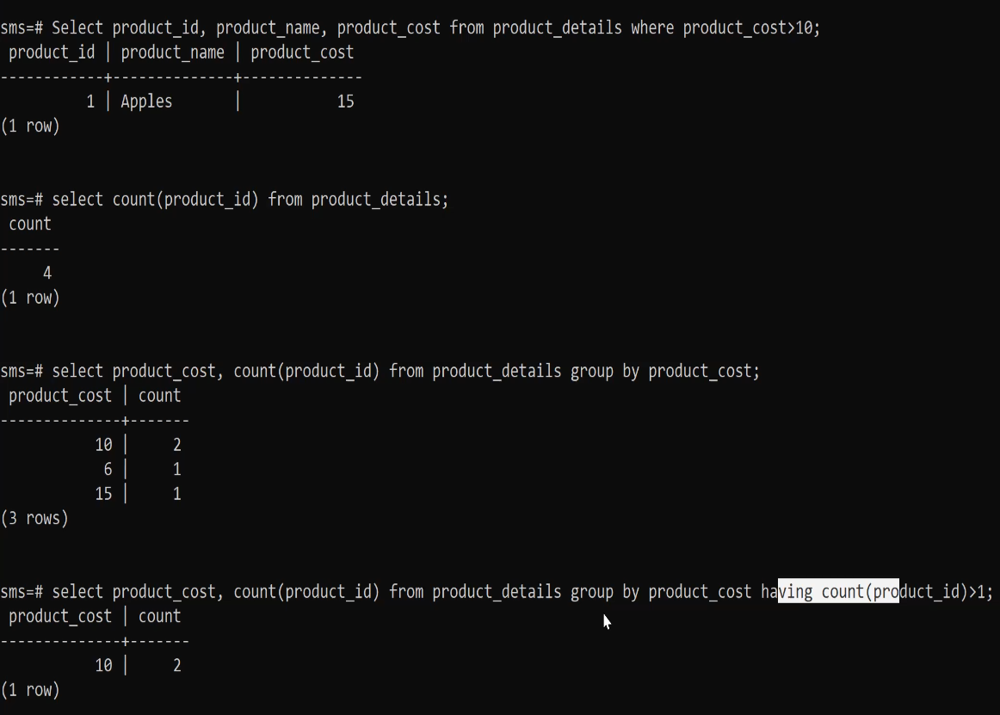 sms=# Select product_id, product_name, product_cost from product_details where product_cost>10;
 product_id | product_name | product_cost
------------+--------------+--------------
          1 | Apples       |           15
(1 row)
sms=# select count(product_id) from product_details;
 count
-------
     4
(1 row)
sms=# select product_cost, count(product_id) from product_details group by product_cost;
 product_cost | count
--------------+-------
           10 |     2
            6 |     1
           15 |     1
(3 rows)
sms=# select product_cost, count(product_id) from product_details group by product_cost having count(product_id)>1;
 product_cost | count
--------------+-------
           10 |     2
(1 row)